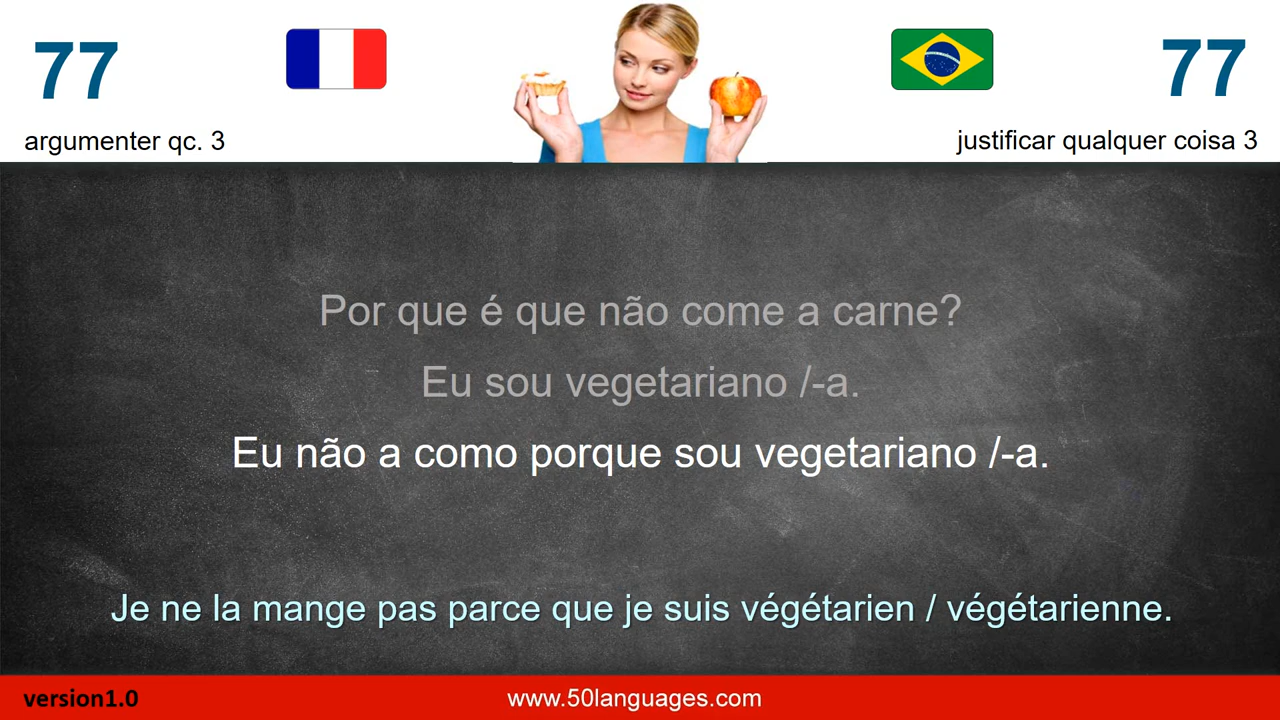 77
77
argumenter qc. 3
justificar qualquer coisa 3
Por que é que não come a carne?
Eu sou vegetariano /-a.
Eu não a como porque sou vegetariano /-a.
Je ne la mange pas parce que je suis végétarien / végétarienne.
version1.0
www.50languages.com